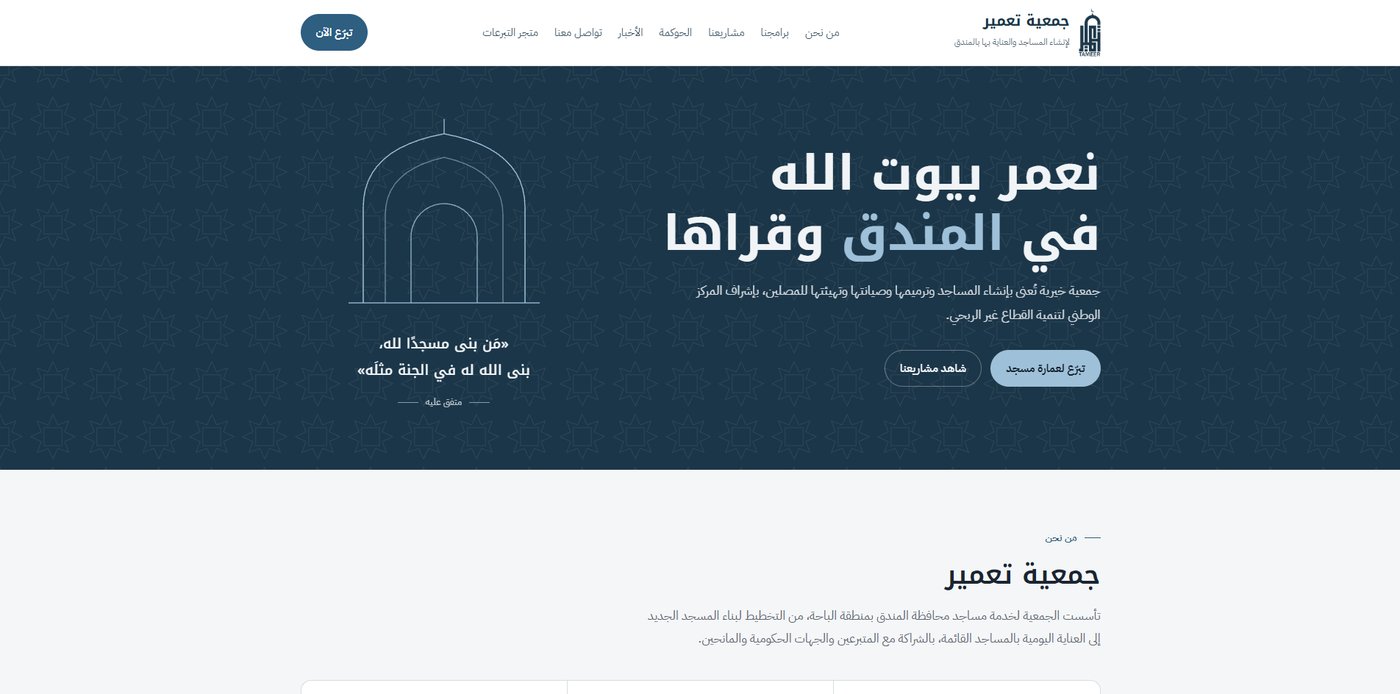 جمعية تعمير
لإنشاء المساجد والعناية بها بالمندق
TAMEER
من نحن
برامجنا
مشاريعنا
الحوكمة
الأخبار
تواصل معنا
متجر التبرعات
تبرّع الآن
نعمر بيوت الله
في المندق وقراها
جمعية خيرية تُعنى بإنشاء المساجد وترميمها وصيانتها وتهيئتها للمصلين، بإشراف المركز
الوطني لتنمية القطاع غير الربحي.
تبرّع لعمارة مسجد
شاهد مشاريعنا
«مَن بنى مسجدًا لله،
بنى الله له في الجنة مثلَه»
متفق عليه
من نحن
جمعية تعمير
تأسست الجمعية لخدمة مساجد محافظة المندق بمنطقة الباحة، من التخطيط لبناء المسجد الجديد
إلى العناية اليومية بالمساجد القائمة، بالشراكة مع المتبرعين والجهات الحكومية والمانحين.